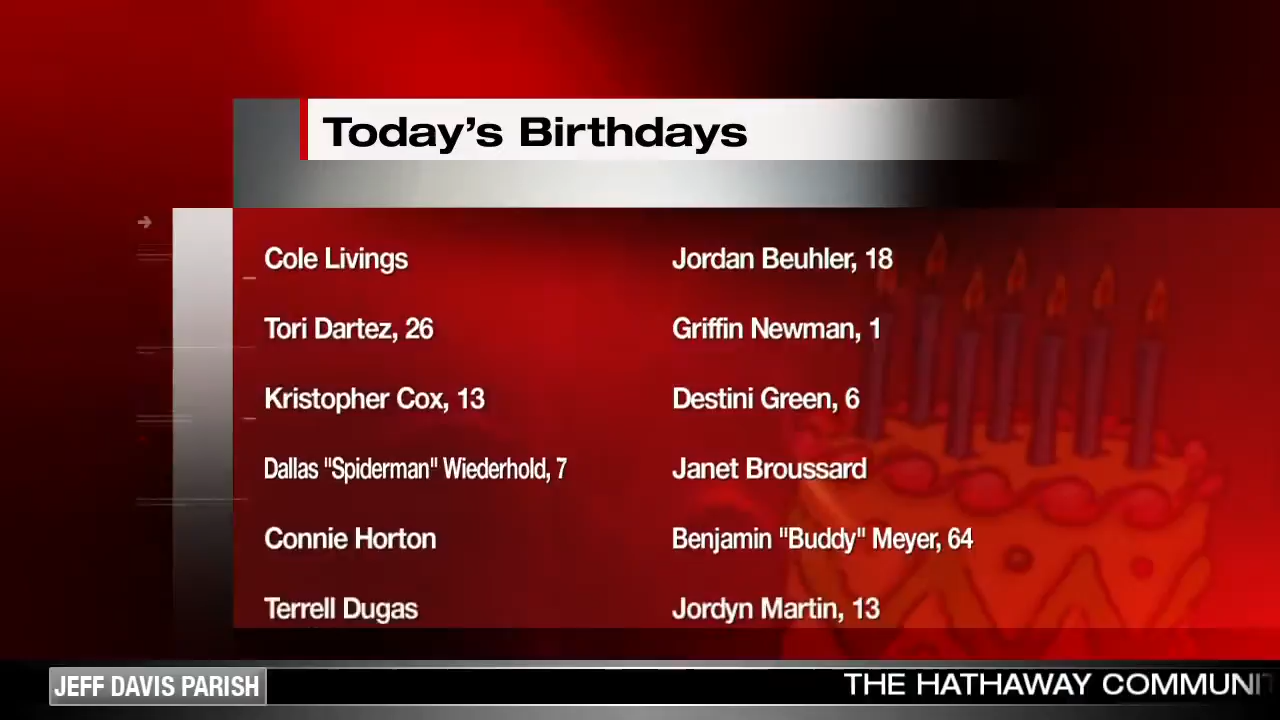 Today's Birthdays
Cole Livings
Tori Dartez, 26
Kristopher Cox, 13
Dallas "Spiderman" Wiederhold, 7
Connie Horton
Terrell Dugas
Jordan Beuhler, 18
Griffin Newman, 1
Destini Green, 6
Janet Broussard
Benjamin "Buddy" Meyer, 64
Jordyn Martin, 13
JEFF DAVIS PARISH
THE HATHAWAY COMMUNI